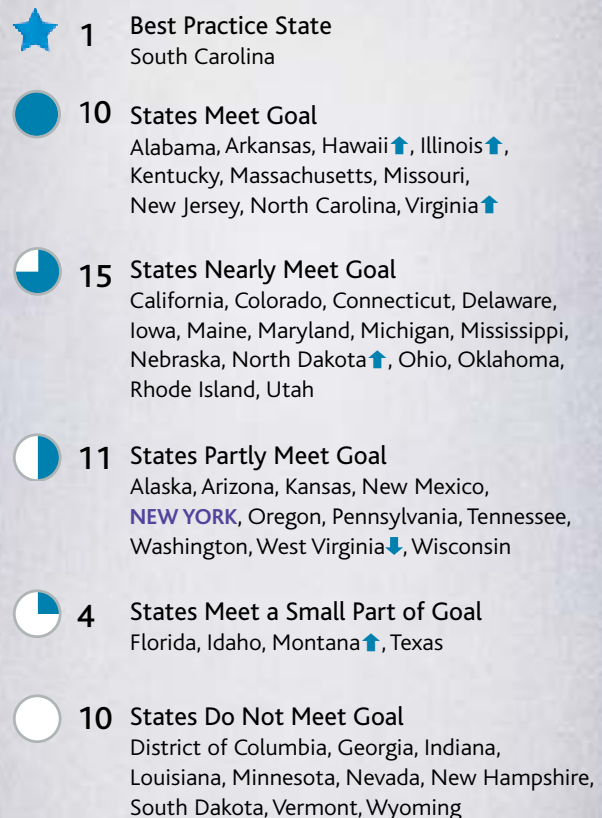 1 Best Practice State
South Carolina
10 States Meet Goal
Alabama, Arkansas, Hawaii⬆, Illinois⬆,
Kentucky, Massachusetts, Missouri,
New Jersey, North Carolina, Virginia⬆
15 States Nearly Meet Goal
California, Colorado, Connecticut, Delaware,
Iowa, Maine, Maryland, Michigan, Mississippi,
Nebraska, North Dakota⬆, Ohio, Oklahoma,
Rhode Island, Utah
11 States Partly Meet Goal
Alaska, Arizona, Kansas, New Mexico,
NEW YORK, Oregon, Pennsylvania, Tennessee,
Washington, West Virginia⬇, Wisconsin
4 States Meet a Small Part of Goal
Florida, Idaho, Montana⬆, Texas
10 States Do Not Meet Goal
District of Columbia, Georgia, Indiana,
Louisiana, Minnesota, Nevada, New Hampshire,
South Dakota, Vermont, Wyoming